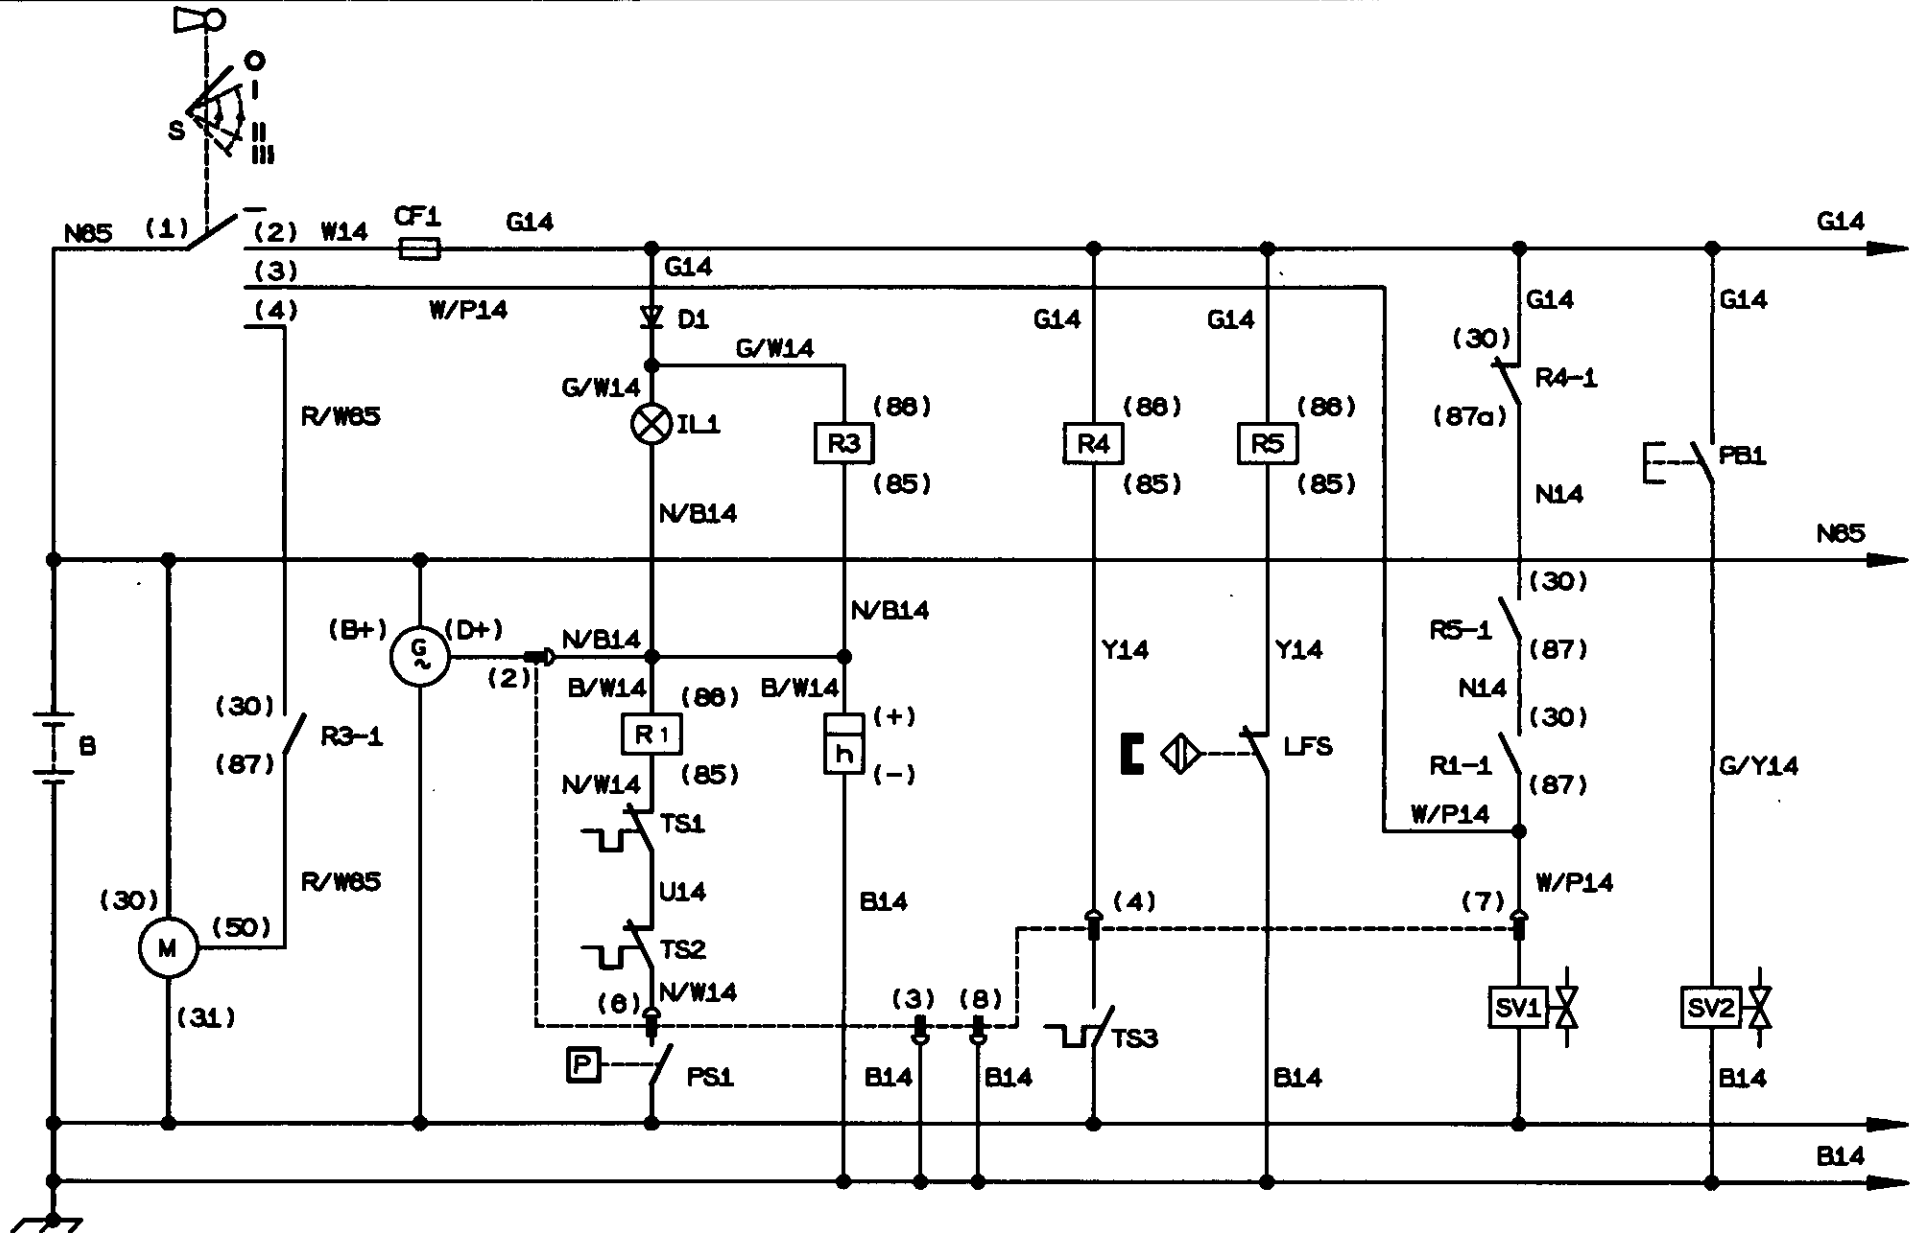 O
I
S
II
III
N65
(1)
(2)
W14
CF1
G14
G14
(3)
G14
(4)
W/P14
D1
G14
G14
G14
G14
G/W14
(30)
R4-1
G/W14
R/W65
IL1
(86)
R3
(85)
(86)
R4
(85)
(86)
R5
(85)
(87a)
PB1
N14
N/B14
N65
(30)
N/B14
(B+)
G
~
(D+)
N/B14
(2)
Y14
Y14
R5-1
(87)
B/W14
(86)
B/W14
N14
(30)
R3-1
(87)
R1
(85)
(+)
h
(-)
(30)
LFS
R1-1
(87)
G/Y14
B
N/W14
TS1
W/P14
(30)
R/W65
U14
B14
(4)
(7)
W/P14
M
(50)
TS2
N/W14
(31)
(6)
(3)
(8)
TS3
SV1
SV2
P
PS1
B14
B14
B14
B14
B14